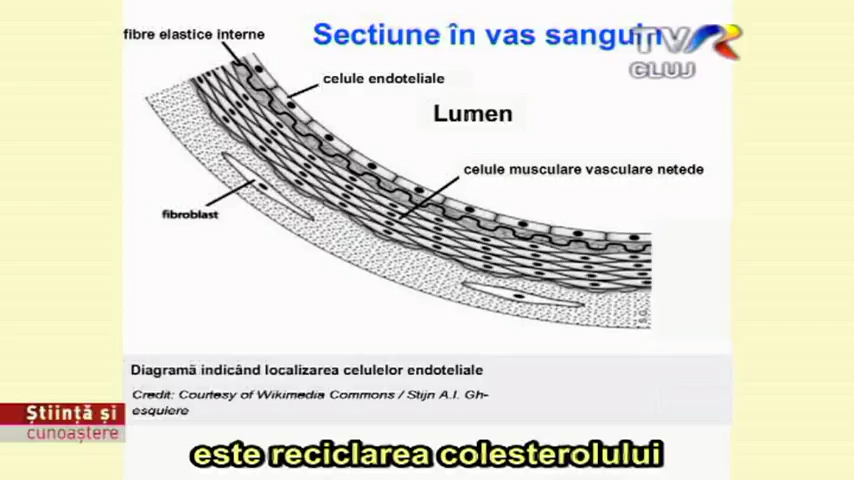 fibre elastice interne
Sectiune în vas sanguin
TVR
CLUJ
celule endoteliale
Lumen
celule musculare vasculare netede
fibroblast
S.G.
Diagramă indicând localizarea celulelor endoteliale
Credit: Courtesy of Wikimedia Commons / Stijn A.I. Gh-
esquiere
Știință și
cunoaștere
este reciclarea colesterolului